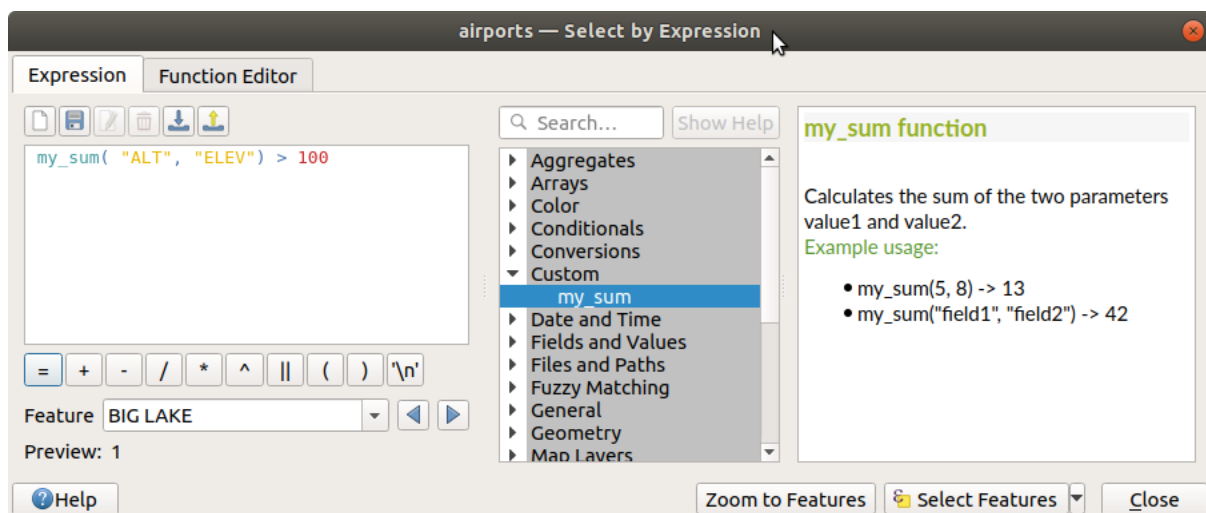 airports — Select by Expression
Expression
Function Editor
my_sum( "ALT", "ELEV") > 100
=
+
-
/
*
^
||
(
)
'\n'
Feature
BIG LAKE
Preview: 1
Search...
Show Help
Aggregates
Arrays
Color
Conditionals
Conversions
Custom
my_sum
Date and Time
Fields and Values
Files and Paths
Fuzzy Matching
General
Geometry
Map Layers
my_sum function
Calculates the sum of the two parameters
value1 and value2.
Example usage:
• my_sum(5, 8) -> 13
• my_sum("field1", "field2") -> 42
Help
Zoom to Features
Select Features
Close